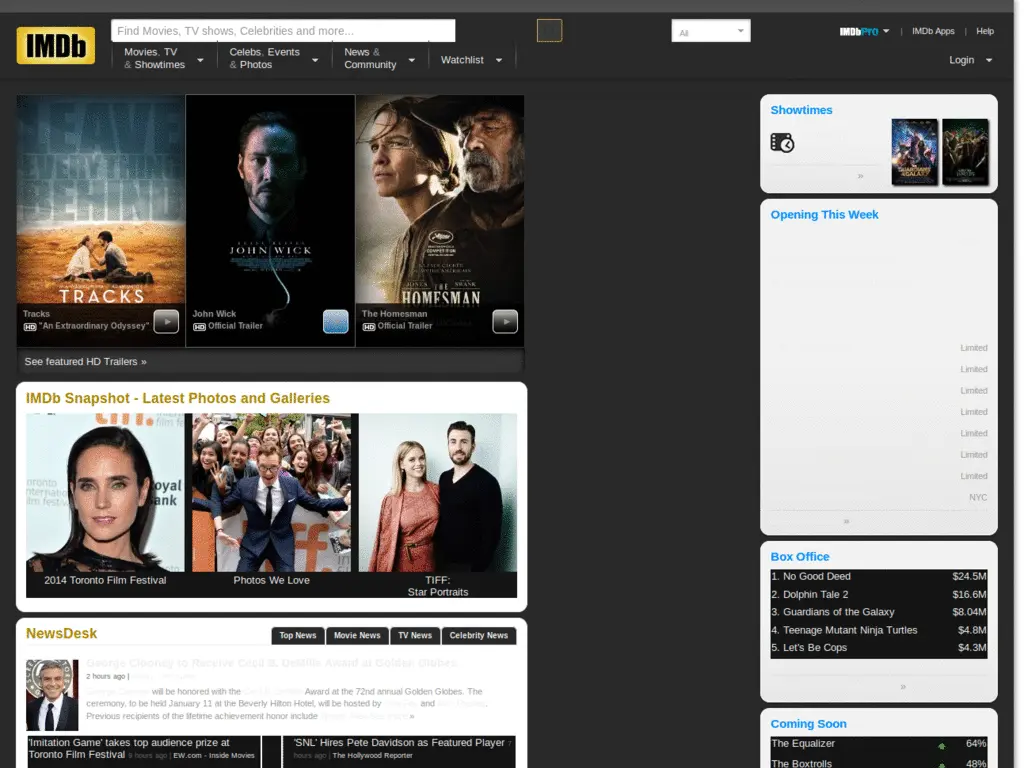 IMDb
Find Movies, TV shows, Celebrities and more...
All
IMDbPro
|
IMDb Apps
|
Help
Movies, TV
& Showtimes
Celebs, Events
& Photos
News &
Community
Watchlist
Login
LEAVE
EVERYTHING
BEHIND
TRACKS
Tracks
HD "An Extraordinary Odyssey"
JOHN WICK
John Wick
HD Official Trailer
JONES SWANK
THE
HOMESMAN
The Homesman
HD Official Trailer
See featured HD Trailers »
IMDb Snapshot - Latest Photos and Galleries
2014 Toronto Film Festival
Photos We Love
TIFF:
Star Portraits
NewsDesk
Top News
Movie News
TV News
Celebrity News
George Clooney to Receive Cecil B. DeMille Award at Golden Globes
2 hours ago |
will be honored with the Award at the 72nd annual Golden Globes. The
ceremony, to be held January 11 at the Beverly Hilton Hotel, will be hosted by and
Previous recipients of the lifetime achievement honor include »
'Imitation Game' takes top audience prize at
Toronto Film Festival 9 hours ago | EW.com - Inside Movies
'SNL' Hires Pete Davidson as Featured Player 7
hours ago | The Hollywood Reporter
Showtimes
»
Opening This Week
Limited
Limited
Limited
Limited
Limited
Limited
Limited
NYC
»
Box Office
1. No Good Deed $24.5M
2. Dolphin Tale 2 $16.6M
3. Guardians of the Galaxy $8.04M
4. Teenage Mutant Ninja Turtles $4.8M
5. Let's Be Cops $4.3M
»
Coming Soon
The Equalizer 64%
The Boxtrolls 48%